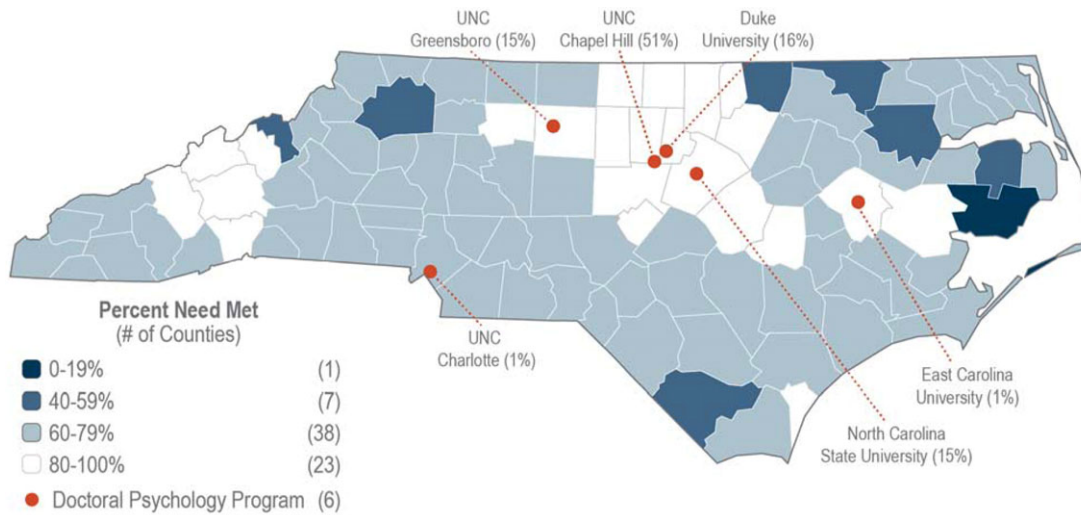 UNC
Greensboro (15%)
UNC
Chapel Hill (51%)
Duke
University (16%)
Percent Need Met
(# of Counties)
0-19% (1)
40-59% (7)
60-79% (38)
80-100% (23)
Doctoral Psychology Program (6)
UNC
Charlotte (1%)
East Carolina
University (1%)
North Carolina
State University (15%)